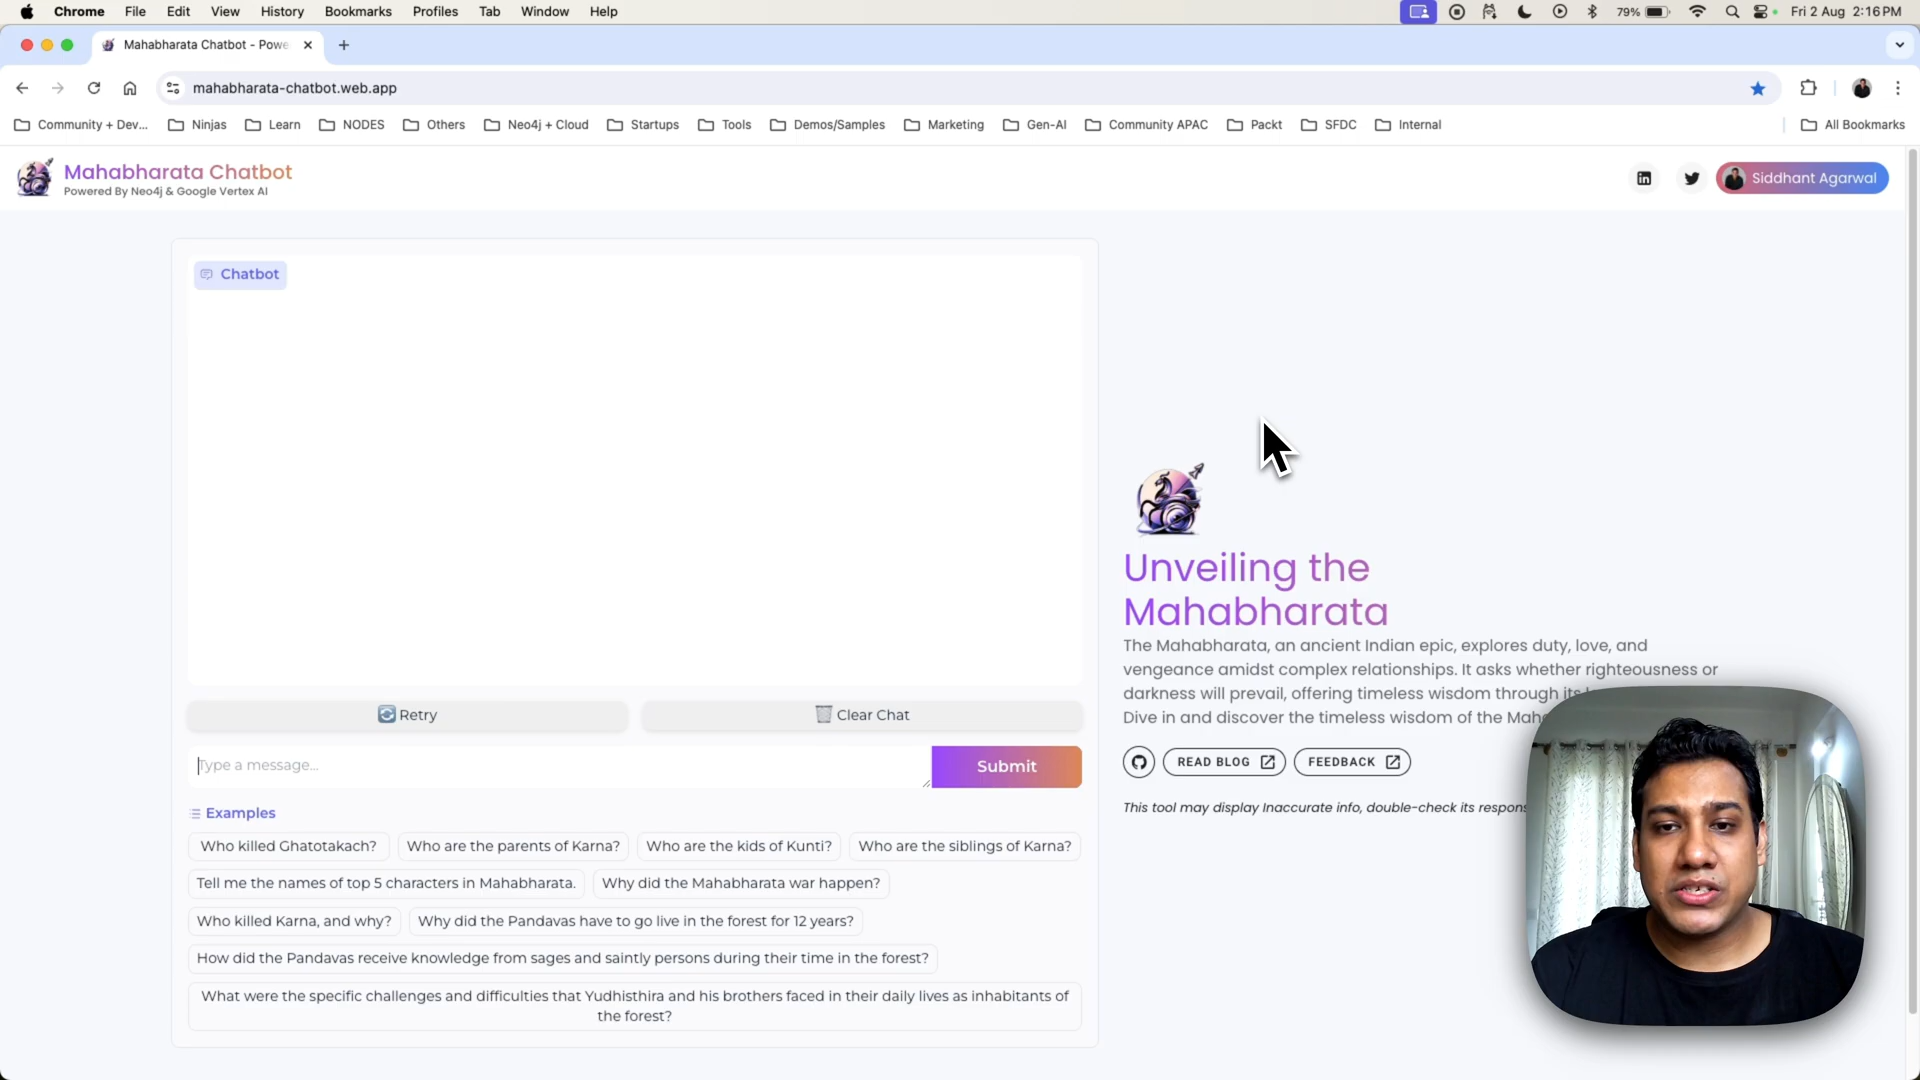 Chrome File Edit View History Bookmarks Profiles Tab Window Help 79% Fri 2 Aug 2:16 PM
Mahabharata Chatbot - Powe
mahabharata-chatbot.web.app
Community + Dev... Ninjas Learn NODES Others Neo4j + Cloud Startups Tools Demos/Samples Marketing Gen-AI Community APAC Packt SFDC Internal All Bookmarks
Mahabharata Chatbot
Powered By Neo4j & Google Vertex AI
Siddhant Agarwal
Chatbot
Retry
Clear Chat
Type a message...
Submit
Examples
Who killed Ghatotakach? Who are the parents of Karna? Who are the kids of Kunti? Who are the siblings of Karna?
Tell me the names of top 5 characters in Mahabharata. Why did the Mahabharata war happen?
Who killed Karna, and why? Why did the Pandavas have to go live in the forest for 12 years?
How did the Pandavas receive knowledge from sages and saintly persons during their time in the forest?
What were the specific challenges and difficulties that Yudhisthira and his brothers faced in their daily lives as inhabitants of
the forest?
Unveiling the
Mahabharata
The Mahabharata, an ancient Indian epic, explores duty, love, and
vengeance amidst complex relationships. It asks whether righteousness or
darkness will prevail, offering timeless wisdom through its
Dive in and discover the timeless wisdom of the Mah
READ BLOG FEEDBACK
This tool may display Inaccurate info, double-check its respon